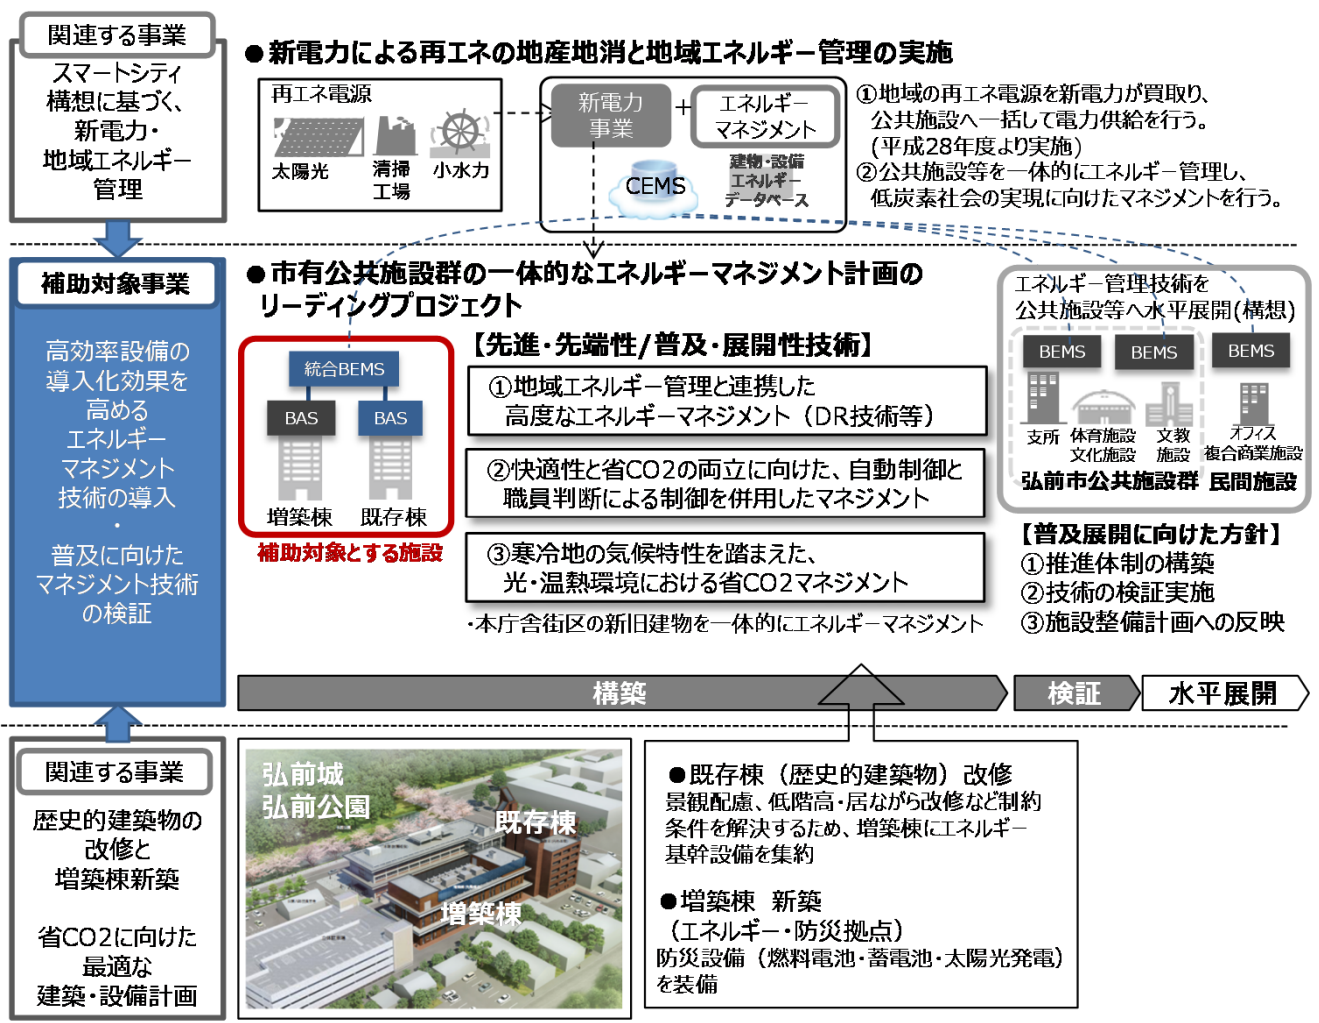 関連する事業
スマートシティ
構想に基づく、
新電力・
地域エネルギー
管理
●新電力による再エネの地産地消と地域エネルギー管理の実施
再エネ電源
太陽光
清掃
工場
小水力
新電力
事業
+
エネルギー
マネジメント
CEMS
建物・設備
エネルギー
データベース
①地域の再エネ電源を新電力が買取り、
公共施設へ一括して電力供給を行う。
(平成28年度より実施)
②公共施設等を一体的にエネルギー管理し、
低炭素社会の実現に向けたマネジメントを行う。
補助対象事業
高効率設備の
導入化効果を
高める
エネルギー
マネジメント
技術の導入
・
普及に向けた
マネジメント技術
の検証
●市有公共施設群の一体的なエネルギーマネジメント計画の
リーディングプロジェクト
統合BEMS
BAS
BAS
増築棟
既存棟
補助対象とする施設
【先進・先端性/普及・展開性技術】
①地域エネルギー管理と連携した
高度なエネルギーマネジメント（DR技術等）
②快適性と省CO2の両立に向けた、自動制御と
職員判断による制御を併用したマネジメント
③寒冷地の気候特性を踏まえた、
光・温熱環境における省CO2マネジメント
・本庁舎街区の新旧建物を一体的にエネルギーマネジメント
エネルギー管理技術を
公共施設等へ水平展開(構想)
BEMS
BEMS
BEMS
支所
体育施設
文化施設
文教
施設
オフィス
複合商業施設
弘前市公共施設群
民間施設
【普及展開に向けた方針】
①推進体制の構築
②技術の検証実施
③施設整備計画への反映
構築
検証
水平展開
関連する事業
歴史的建築物の
改修と
増築棟新築
省CO2に向けた
最適な
建築・設備計画
弘前城
弘前公園
既存棟
増築棟
●既存棟（歴史的建築物）改修
景観配慮、低階高・居ながら改修など制約
条件を解決するため、増築棟にエネルギー
基幹設備を集約
●増築棟 新築
（エネルギー・防災拠点）
防災設備（燃料電池・蓄電池・太陽光発電）
を装備